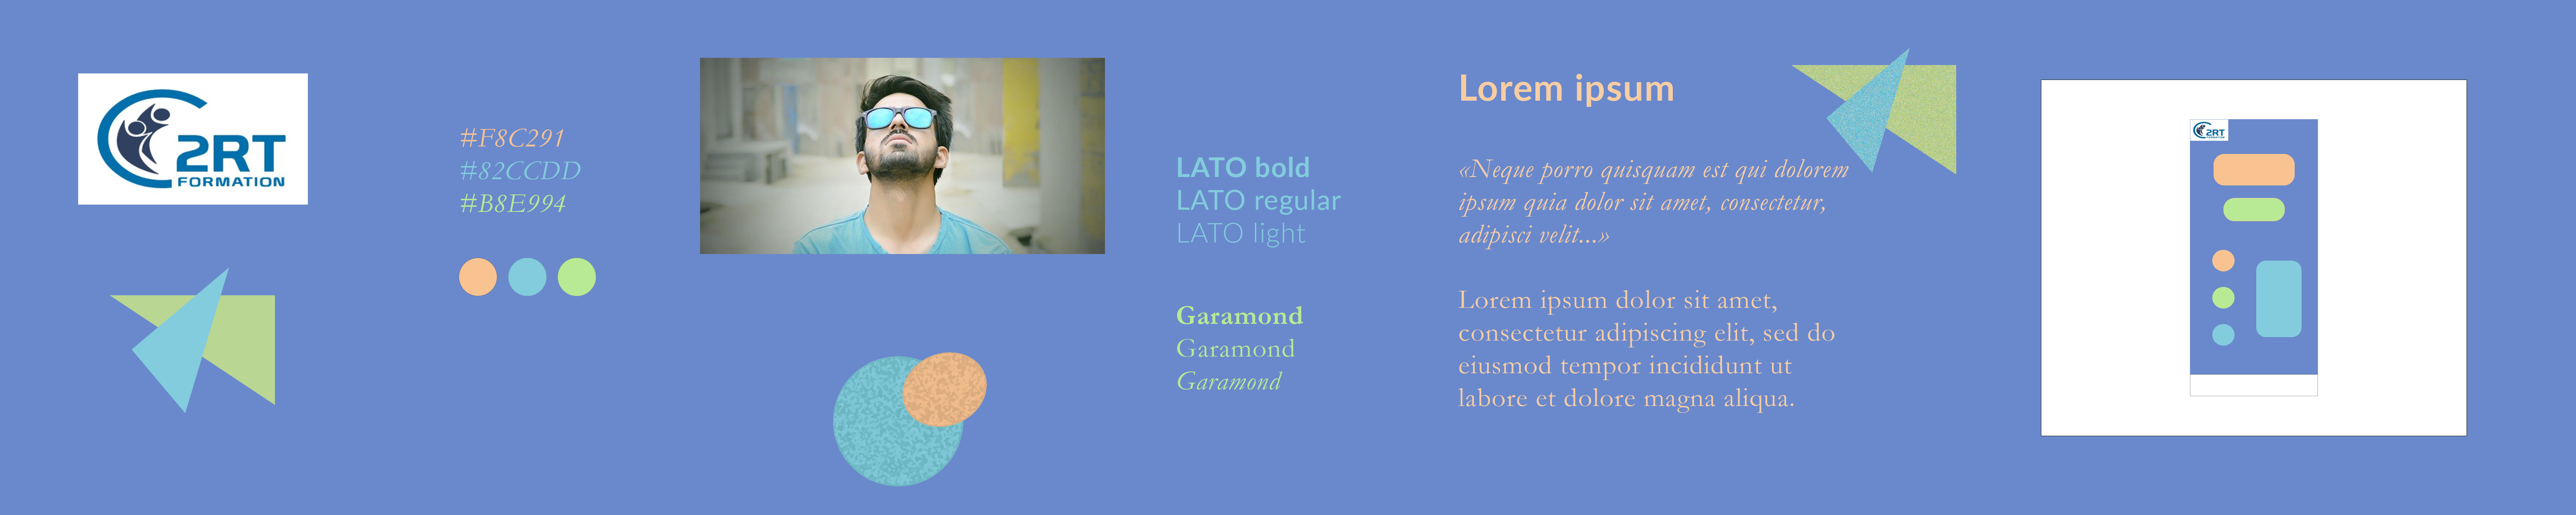 2RT
FORMATION
#F8C291
#82CCDD
#B8E994
LATO bold
LATO regular
LATO light
Garamond
Garamond
Garamond
Lorem ipsum
«Neque porro quisquam est qui dolorem
ipsum quia dolor sit amet, consectetur,
adipisci velit...»
Lorem ipsum dolor sit amet,
consectetur adipiscing elit, sed do
eiusmod tempor incididunt ut
labore et dolore magna aliqua.
2RT
FORMATION